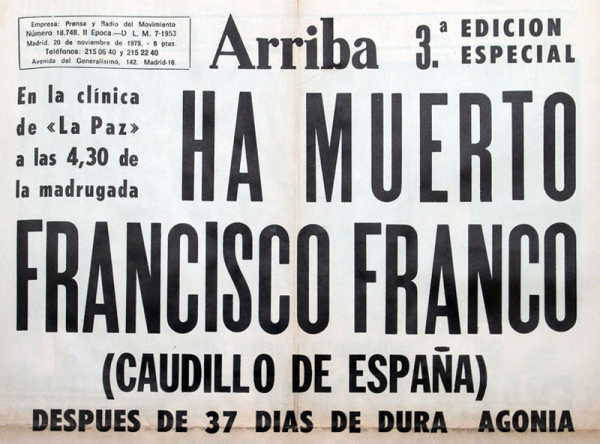 Empresa: Prensa y Radio del Movimiento
Número 18.748. II Epoca.—D L. M. 7-1953
Madrid. 20 de noviembre de 1975. - 8 ptas.
Teléfonos: 215 06 40 y 215 22 40
Avenida del Generalísimo, 142. Madrid-16.
Arriba
3.ª EDICION
ESPECIAL
En la clínica
de «La Paz»
a las 4,30 de
la madrugada
HA MUERTO
FRANCISCO FRANCO
(CAUDILLO DE ESPAÑA)
DESPUES DE 37 DIAS DE DURA AGONIA